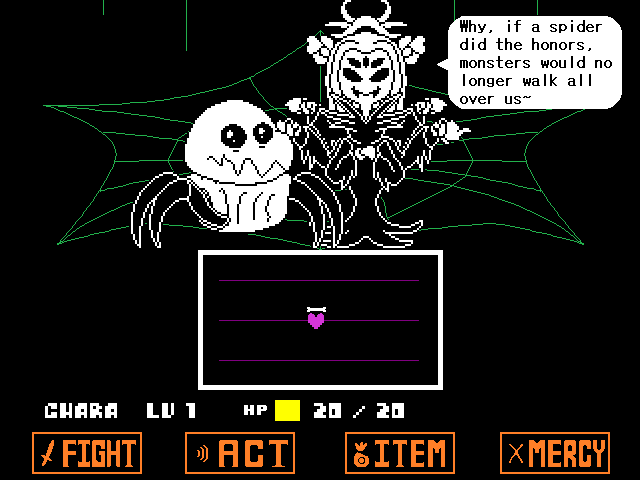 Why, if a spider
did the honors,
monsters would no
longer walk all
over us~
CHARA LV 1 HP 20 / 20
FIGHT ACT ITEM MERCY